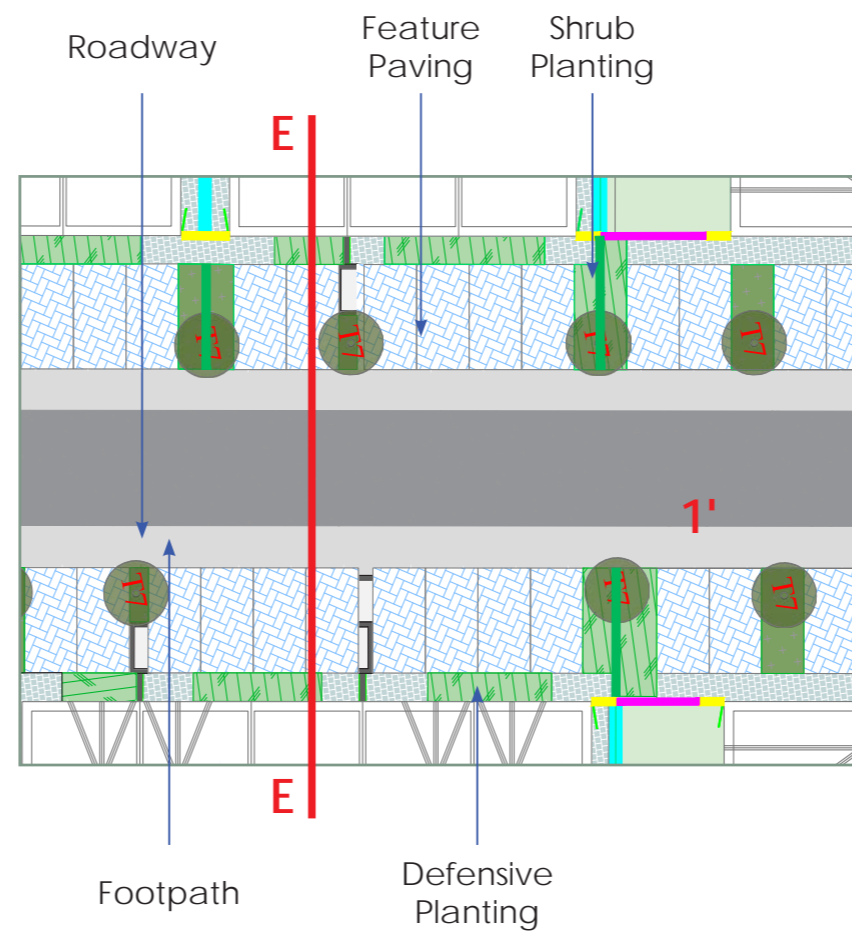 Roadway
Feature
Paving
Shrub
Planting
E
T7
T7
T7
T7
1'
T7
T7
T7
E
Footpath
Defensive
Planting